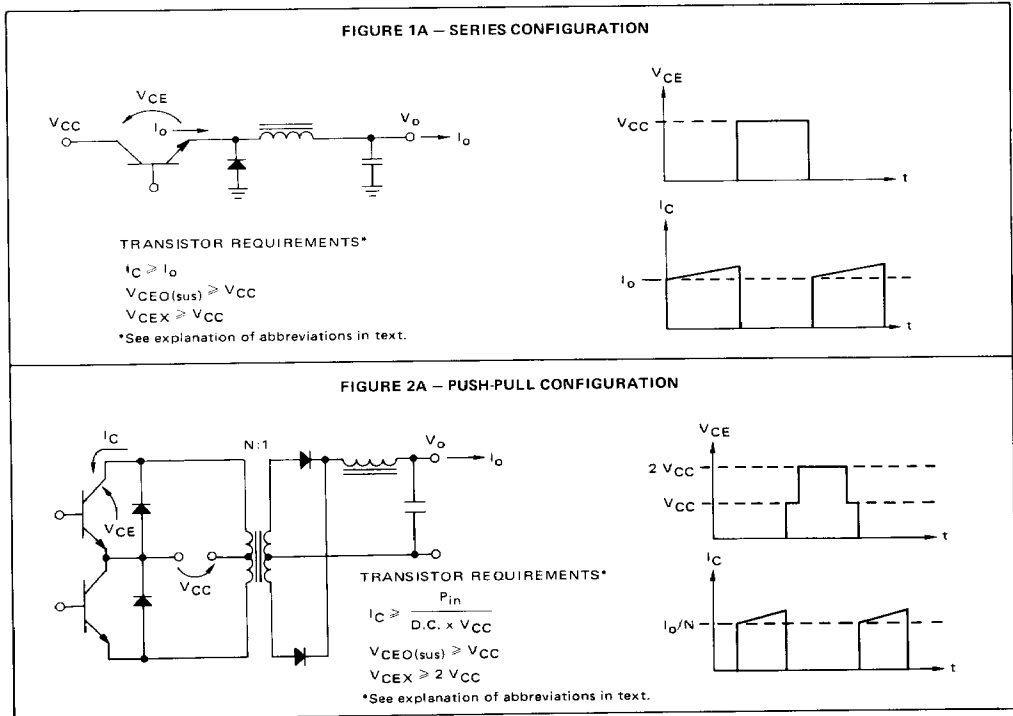 FIGURE 1A – SERIES CONFIGURATION
VCE
VCC
Io
Vo
Io
TRANSISTOR REQUIREMENTS*
IC ⩾ Io
VCEO(sus) ⩾ VCC
VCEX ⩾ VCC
*See explanation of abbreviations in text.
VCE
VCC
t
IC
Io
t
FIGURE 2A – PUSH-PULL CONFIGURATION
IC
N:1
Vo
Io
VCE
VCC
TRANSISTOR REQUIREMENTS*
IC ⩾ Pin
D.C. x VCC
VCEO(sus) ⩾ VCC
VCEX ⩾ 2 VCC
*See explanation of abbreviations in text.
VCE
2 VCC
VCC
t
IC
Io/N
t